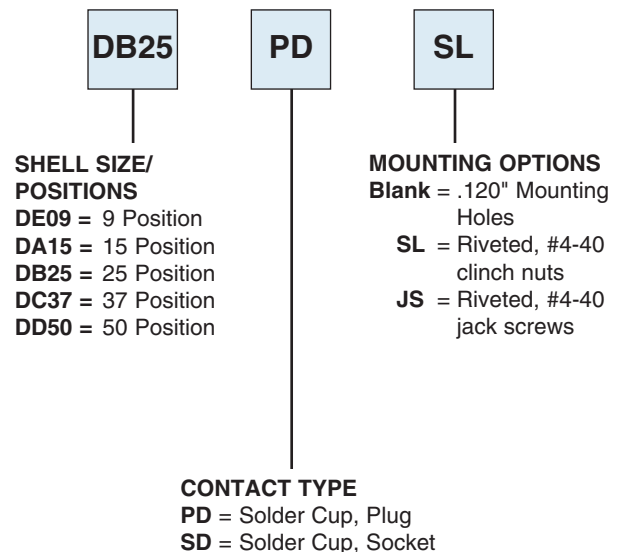 DB25 PD SL
SHELL SIZE/
POSITIONS
DE09 = 9 Position
DA15 = 15 Position
DB25 = 25 Position
DC37 = 37 Position
DD50 = 50 Position
MOUNTING OPTIONS
Blank = .120" Mounting
Holes
SL = Riveted, #4-40
clinch nuts
JS = Riveted, #4-40
jack screws
CONTACT TYPE
PD = Solder Cup, Plug
SD = Solder Cup, Socket